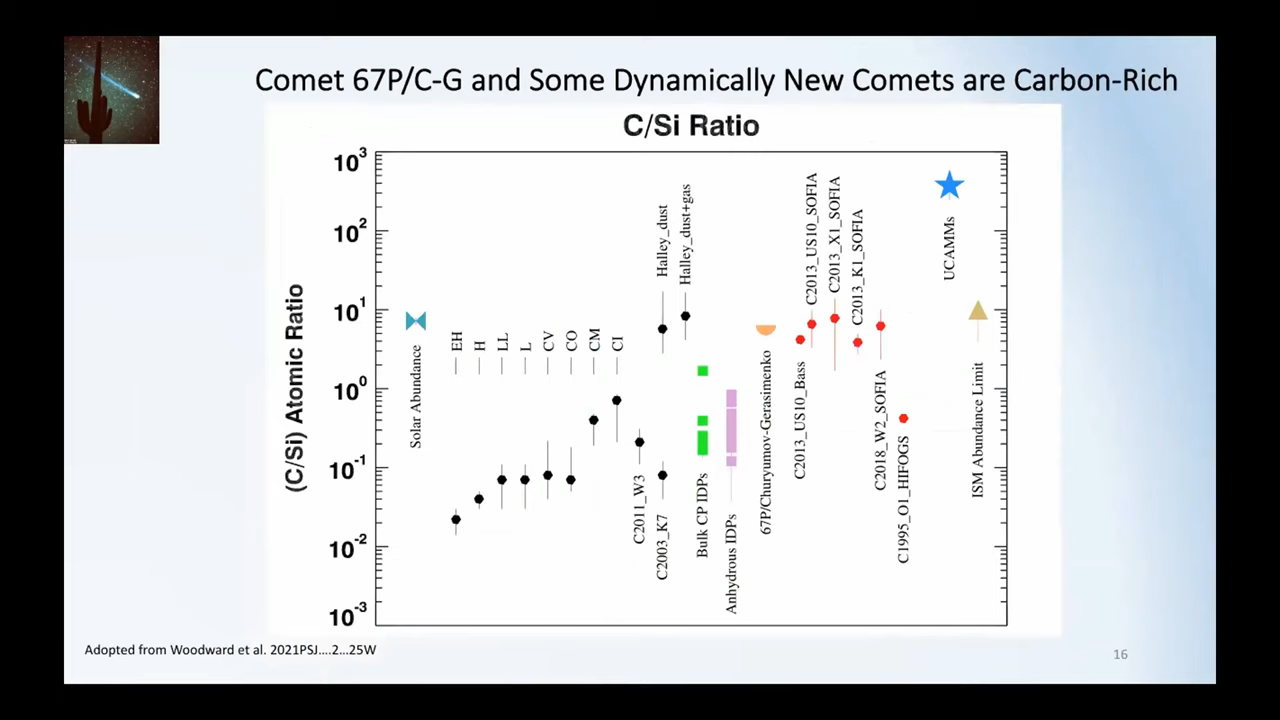 Comet 67P/C-G and Some Dynamically New Comets are Carbon-Rich
C/Si Ratio
(C/Si) Atomic Ratio
10³
10²
10¹
10⁰
10⁻¹
10⁻²
10⁻³
Solar Abundance
EH
H
LL
L
CV
CO
CM
CI
C2011_W3
Halley_dust
C2003_K7
Halley_dust+gas
Bulk CP IDPs
Anhydrous IDPs
67P/Churyumov-Gerasimenko
C2013_US10_Bass
C2013_US10_SOFIA
C2013_X1_SOFIA
C2013_K1_SOFIA
C2018_W2_SOFIA
C1995_O1_HIFOGS
UCAMMs
ISM Abundance Limit
Adopted from Woodward et al. 2021PSJ....2...25W
16